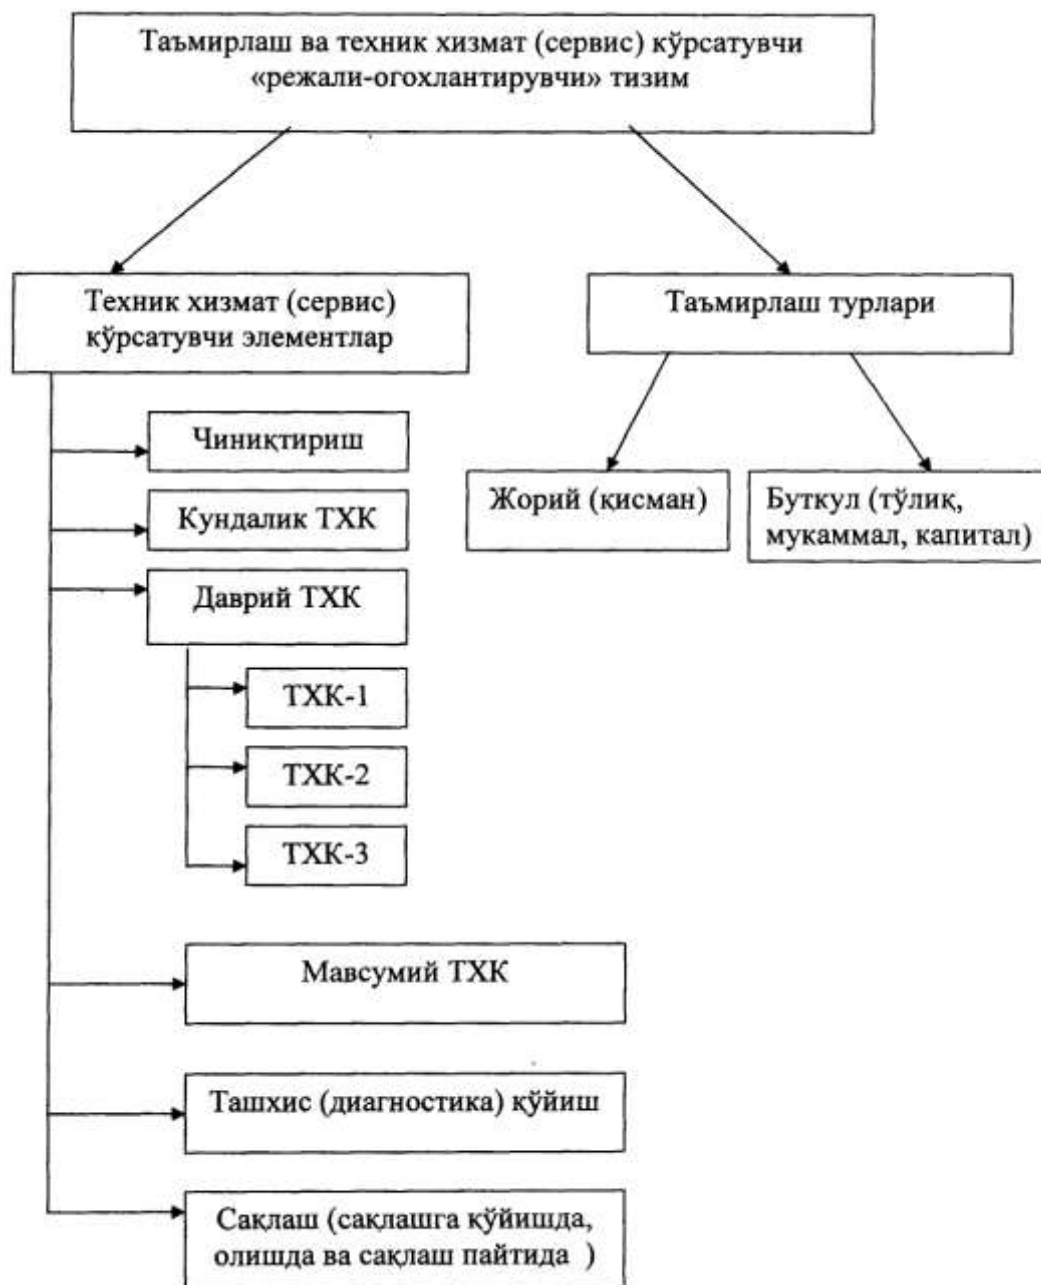 Таъмирлаш ва техник хизмат (сервис) кўрсатувчи
«режали-огохлантирувчи» тизим
Техник хизмат (сервис)
кўрсатувчи элементлар
Таъмирлаш турлари
Чиниқтириш
Кундалик ТХК
Даврий ТХК
ТХК-1
ТХК-2
ТХК-3
Мавсумий ТХК
Ташхис (диагностика) қўйиш
Сақлаш (сақлашга қўйишда,
олишда ва сақлаш пайтида )
Жорий (қисман)
Буткул (тўлиқ,
мукаммал, капитал)